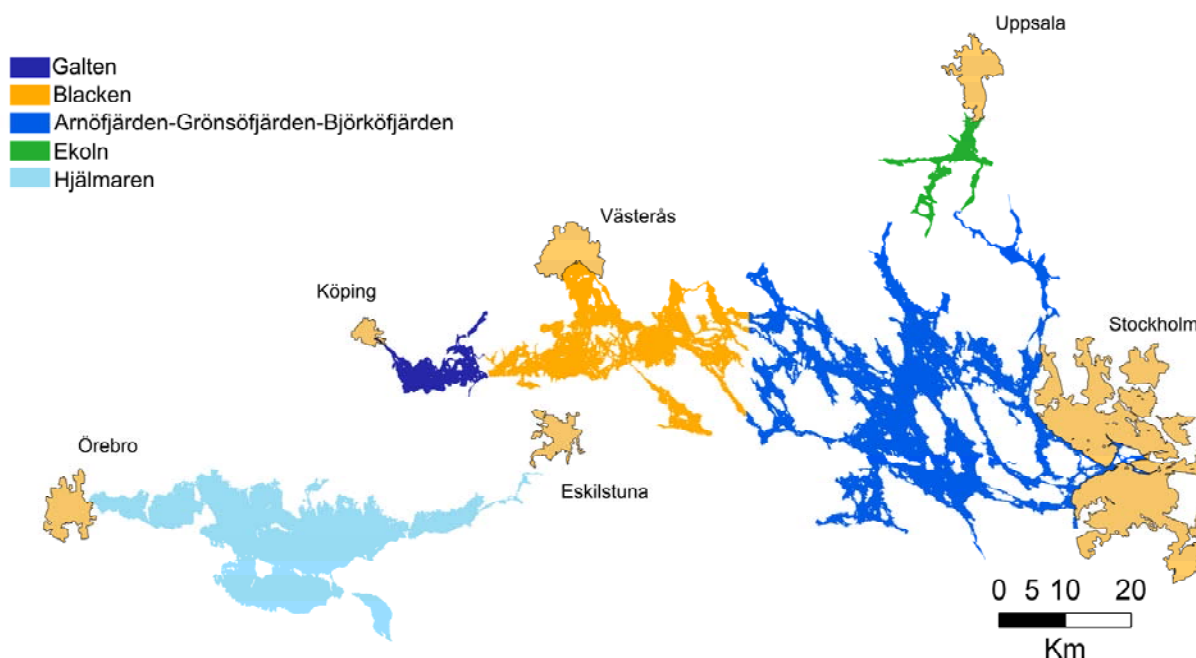 Uppsala
Galten
Blacken
Arnöfjärden-Grönsöfjärden-Björköfjärden
Ekoln
Hjälmaren
Västerås
Köping
Stockholm
Örebro
Eskilstuna
0 5 10 20
Km